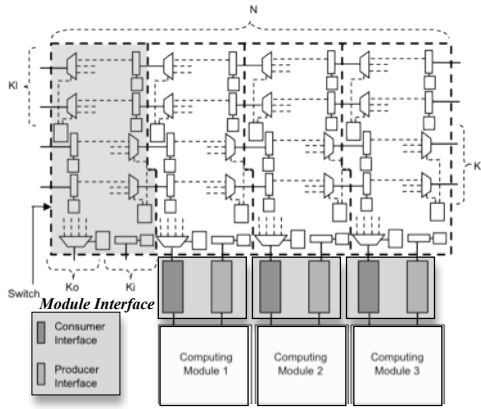 N
Kl
K
Switch
Ko
Ki
Module Interface
Consumer
Interface
Producer
Interface
Computing
Module 1
Computing
Module 2
Computing
Module 3